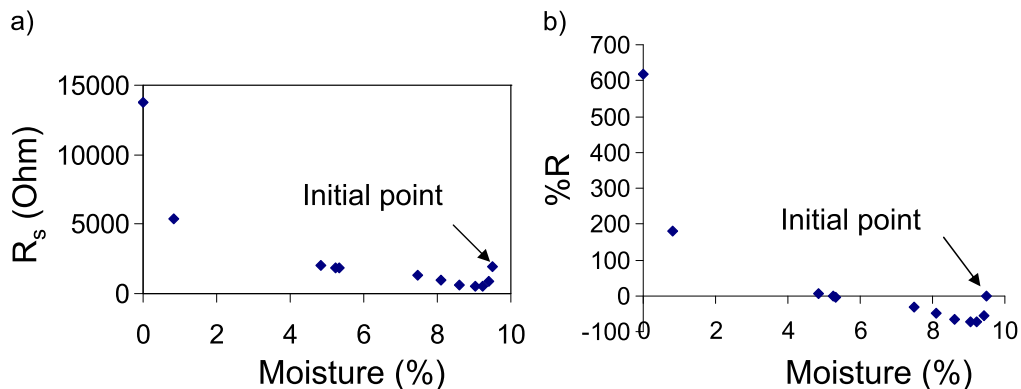 a)
15000
10000
5000
0
R_s (Ohm)
Initial point
0 2 4 6 8 10
Moisture (%)
b)
700
600
500
400
300
200
100
0
-100
%R
Initial point
0 2 4 6 8 10
Moisture (%)